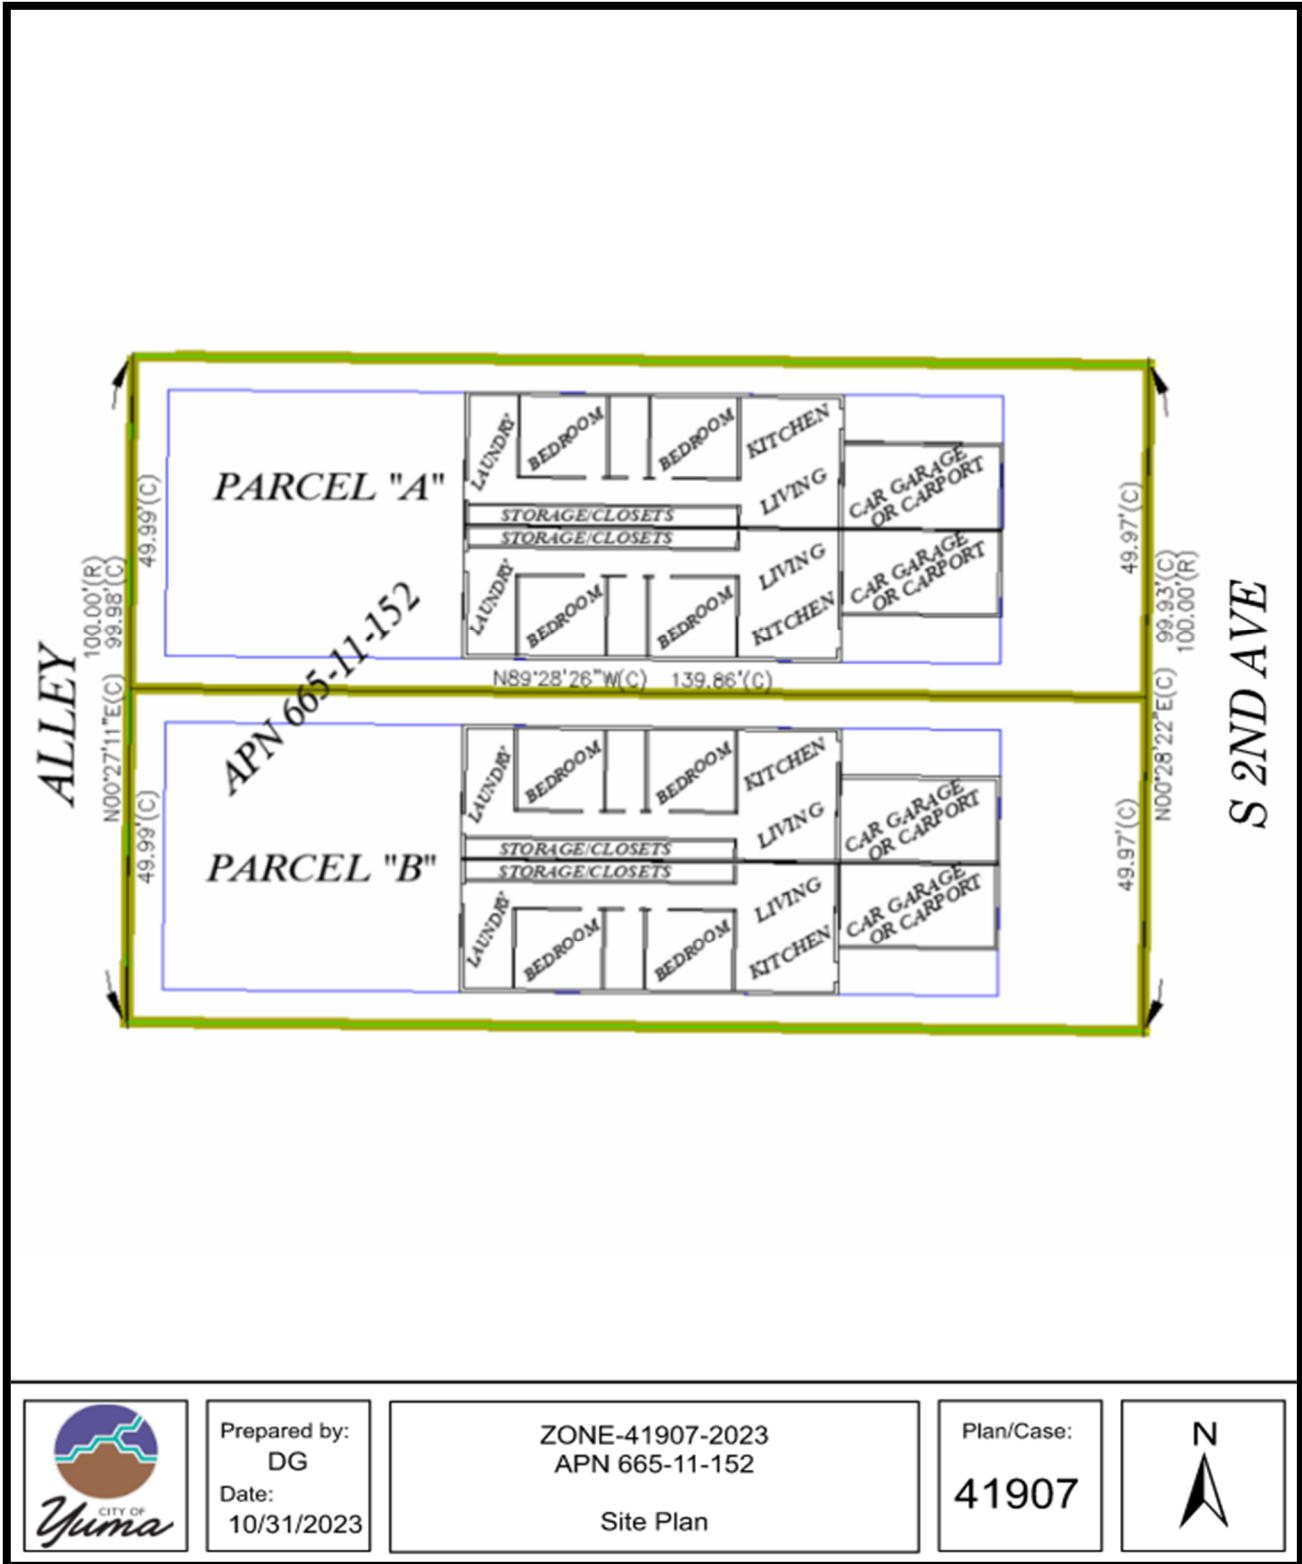 PARCEL "A"
LAUNDRY
BEDROOM
BEDROOM
KITCHEN
LIVING
CAR GARAGE
OR CARPORT
STORAGE/CLOSETS
STORAGE/CLOSETS
LAUNDRY
BEDROOM
BEDROOM
LIVING
KITCHEN
CAR GARAGE
OR CARPORT
49.99'(C)
49.97'(C)
100.00'(R)
99.98'(C)
99.93'(C)
100.00'(R)
APN 665-11-152
N89°28'26"W(C) 139.86'(C)
ALLEY
N00°27'11"E(C)
N00°28'22"E(C)
S 2ND AVE
PARCEL "B"
LAUNDRY
BEDROOM
BEDROOM
KITCHEN
LIVING
CAR GARAGE
OR CARPORT
STORAGE/CLOSETS
STORAGE/CLOSETS
LAUNDRY
BEDROOM
BEDROOM
LIVING
KITCHEN
CAR GARAGE
OR CARPORT
49.99'(C)
49.97'(C)
CITY OF
Yuma
Prepared by:
DG
Date:
10/31/2023
ZONE-41907-2023
APN 665-11-152
Site Plan
Plan/Case:
41907
N